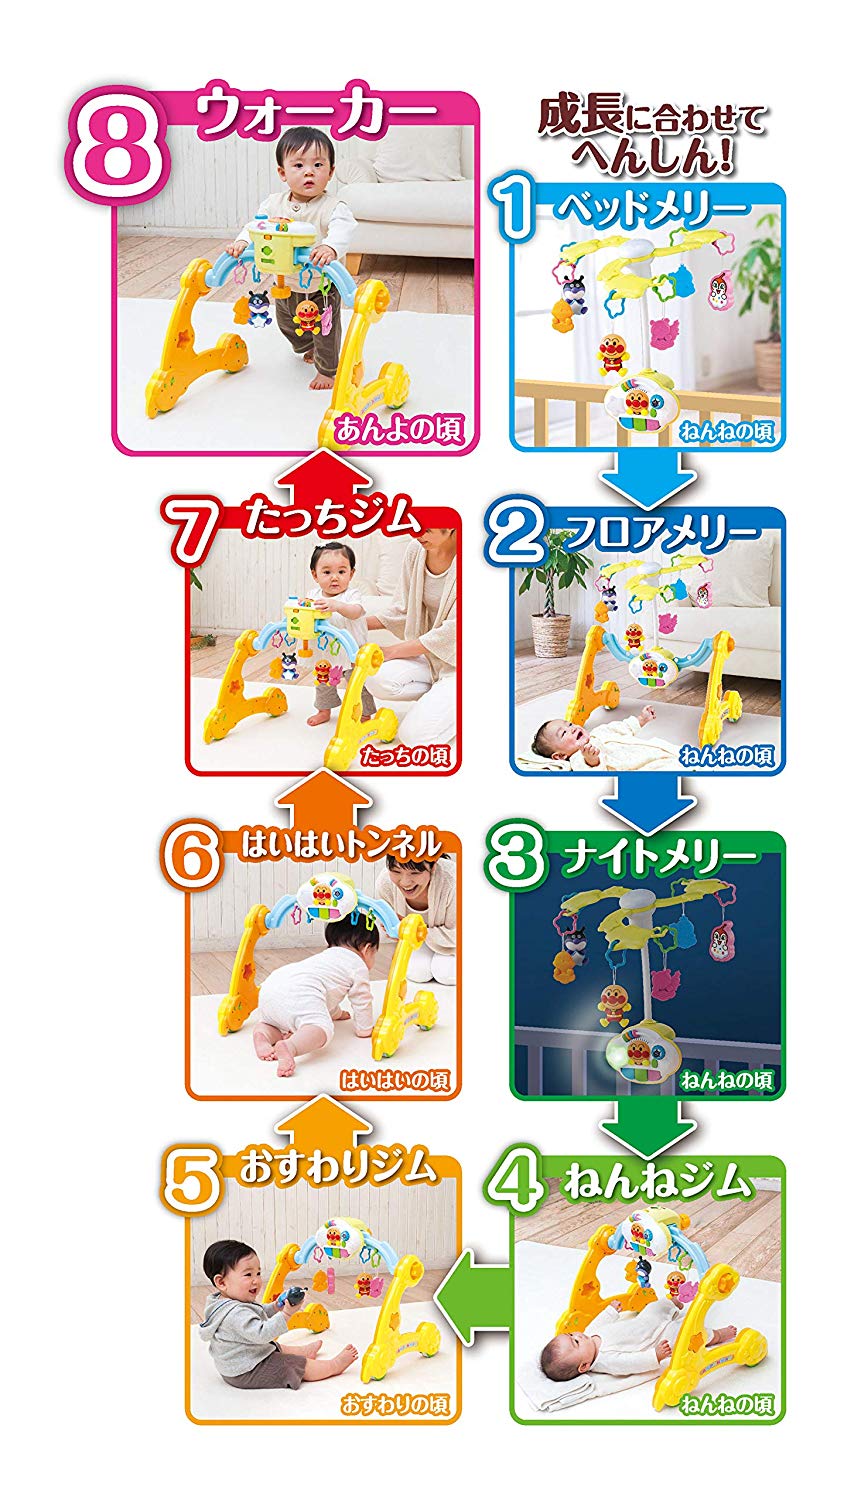 成長に合わせて
へんしん!
1 ベッドメリー
ねんねの頃
2 フロアメリー
ねんねの頃
3 ナイトメリー
ねんねの頃
4 ねんねジム
ねんねの頃
5 おすわりジム
おすわりの頃
6 はいはいトンネル
はいはいの頃
7 たっちジム
たっちの頃
8 ウォーカー
あんよの頃